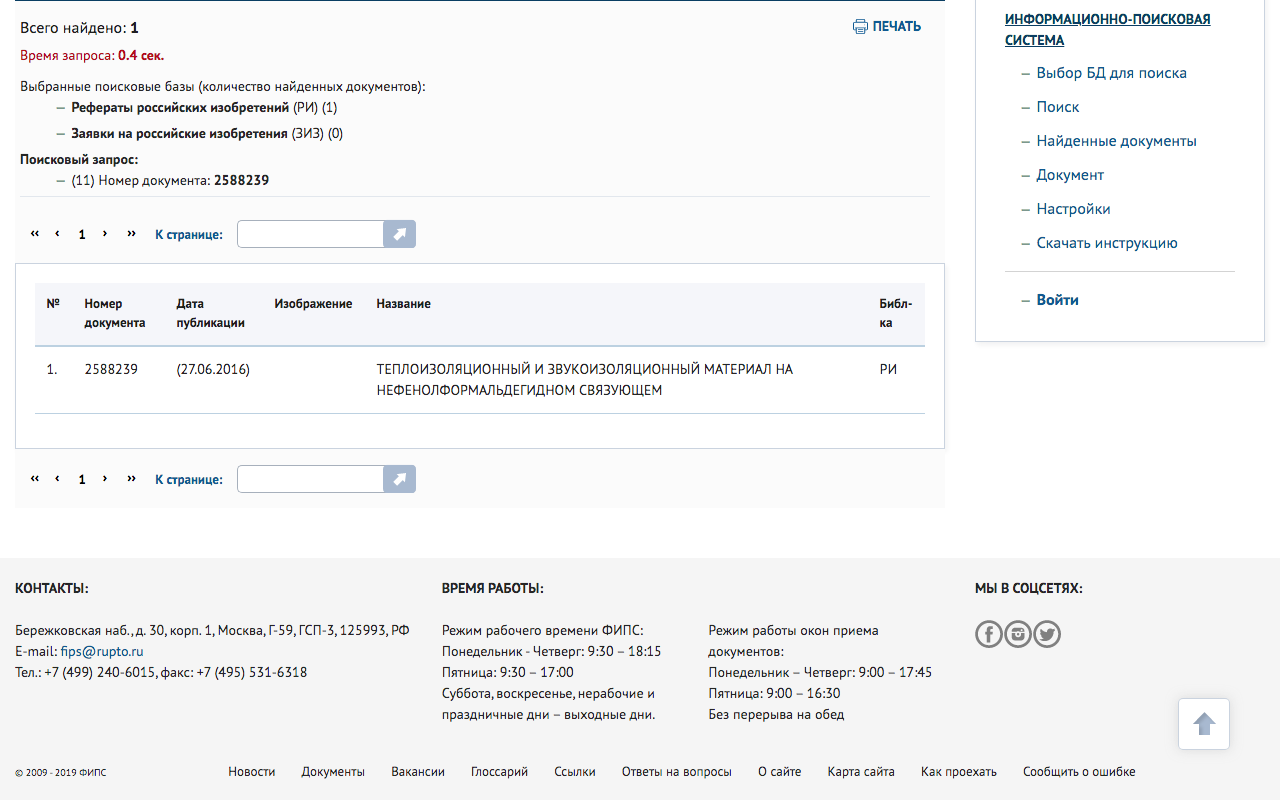 Всего найдено: 1
ПЕЧАТЬ
Время запроса: 0.4 сек.
Выбранные поисковые базы (количество найденных документов):
— Рефераты российских изобретений (РИ) (1)
— Заявки на российские изобретения (ЗИЗ) (0)
Поисковый запрос:
— (11) Номер документа: 2588239
‹‹ ‹ 1 › ›› К странице:
№ Номер документа Дата публикации Изображение Название Библ-ка
1. 2588239 (27.06.2016) ТЕПЛОИЗОЛЯЦИОННЫЙ И ЗВУКОИЗОЛЯЦИОННЫЙ МАТЕРИАЛ НА РИ
НЕФЕНОЛФОРМАЛЬДЕГИДНОМ СВЯЗУЮЩЕМ
‹‹ ‹ 1 › ›› К странице:
ИНФОРМАЦИОННО-ПОИСКОВАЯ
СИСТЕМА
— Выбор БД для поиска
— Поиск
— Найденные документы
— Документ
— Настройки
— Скачать инструкцию
— Войти
КОНТАКТЫ:
Бережковская наб., д. 30, корп. 1, Москва, Г-59, ГСП-3, 125993, РФ
E-mail: fips@rupto.ru
Тел.: +7 (499) 240-6015, факс: +7 (495) 531-6318
ВРЕМЯ РАБОТЫ:
Режим рабочего времени ФИПС:
Понедельник - Четверг: 9:30 – 18:15
Пятница: 9:30 – 17:00
Суббота, воскресенье, нерабочие и
праздничные дни – выходные дни.
Режим работы окон приема
документов:
Понедельник – Четверг: 9:00 – 17:45
Пятница: 9:00 – 16:30
Без перерыва на обед
МЫ В СОЦСЕТЯХ:
© 2009 - 2019 ФИПС
Новости Документы Вакансии Глоссарий Ссылки Ответы на вопросы О сайте Карта сайта Как проехать Сообщить о ошибке